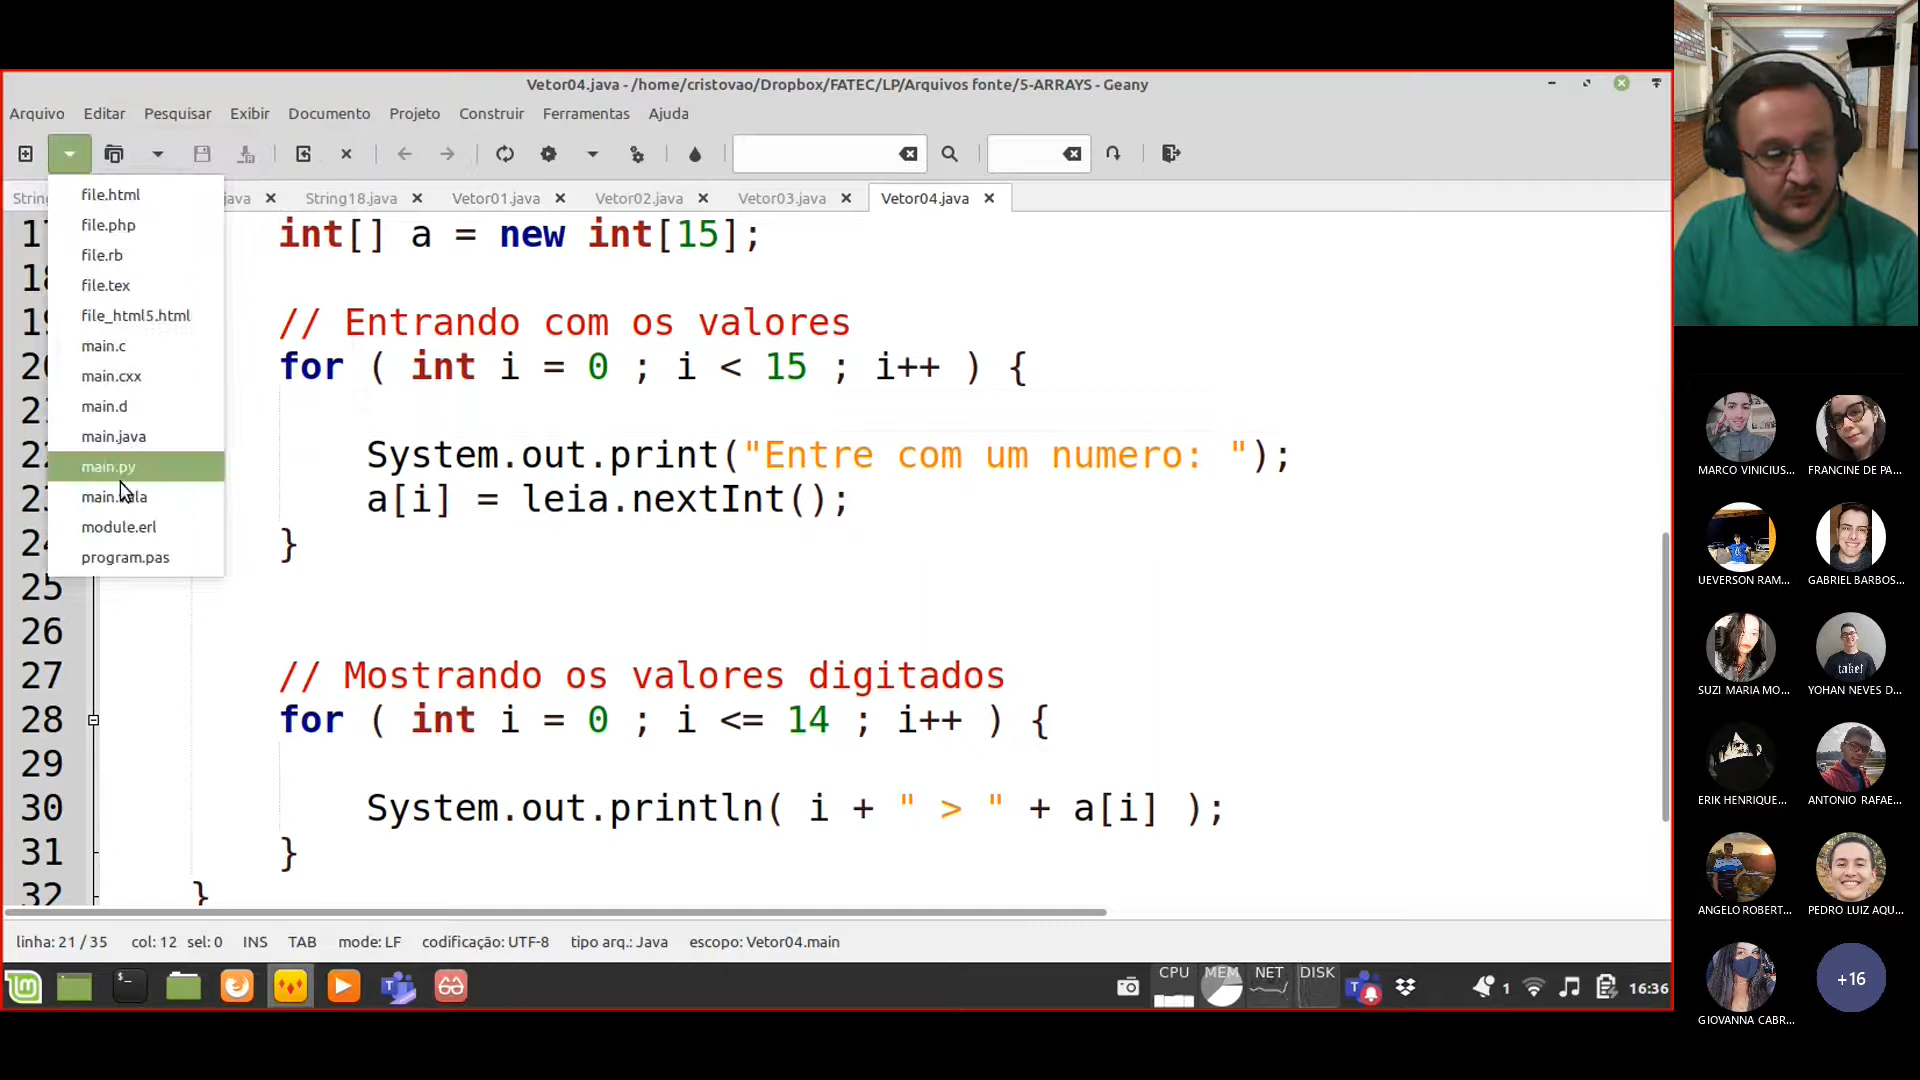 Vetor04.java - /home/cristovao/Dropbox/FATEC/LP/Arquivos fonte/5-ARRAYS - Geany
Arquivo Editar Pesquisar Exibir Documento Projeto Construir Ferramentas Ajuda
String18.java Vetor01.java Vetor02.java Vetor03.java Vetor04.java
file.html
file.php
file.rb
file.tex
file_html5.html
main.c
main.cxx
main.d
main.java
main.py
module.erl
program.pas
int[] a = new int[15];
// Entrando com os valores
for ( int i = 0 ; i < 15 ; i++ ) {
System.out.print("Entre com um numero: ");
a[i] = leia.nextInt();
}
25
26
27 // Mostrando os valores digitados
28 for ( int i = 0 ; i <= 14 ; i++ ) {
29
30 System.out.println( i + " > " + a[i] );
31 }
32 }
linha: 21 / 35 col: 12 sel: 0 INS TAB mode: LF codificação: UTF-8 tipo arq.: Java escopo: Vetor04.main
CPU MEM NET DISK 1 16:36
MARCO VINICIUS... FRANCINE DE PA...
UEVERSON RAM... GABRIEL BARBOS...
SUZI MARIA MO... YOHAN NEVES D...
ERIK HENRIQUE... ANTONIO RAFAE...
ANGELO ROBERT... PEDRO LUIZ AQU...
GIOVANNA CABR... +16